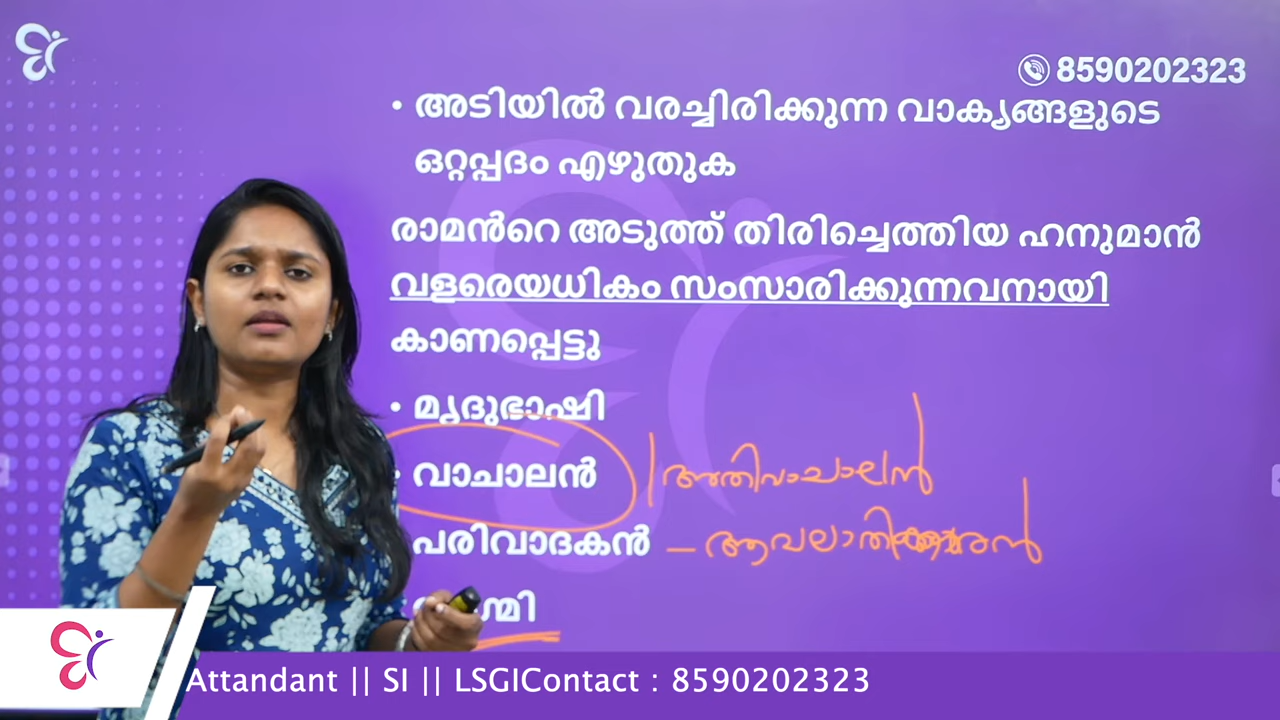 8590202323
• അടിയിൽ വരച്ചിരിക്കുന്ന വാക്യങ്ങളുടെ
ഒറ്റപ്പദം എഴുതുക
രാമൻറെ അടുത്ത് തിരിച്ചെത്തിയ ഹനുമാൻ
വളരെയധികം സംസാരിക്കുന്നവനായി
കാണപ്പെട്ടു
• മൃദുഭാഷി
വാചാലൻ | അതിവാചാലൻ
പരിവാദകൻ –
Attandant || SI || LSGIContact : 8590202323